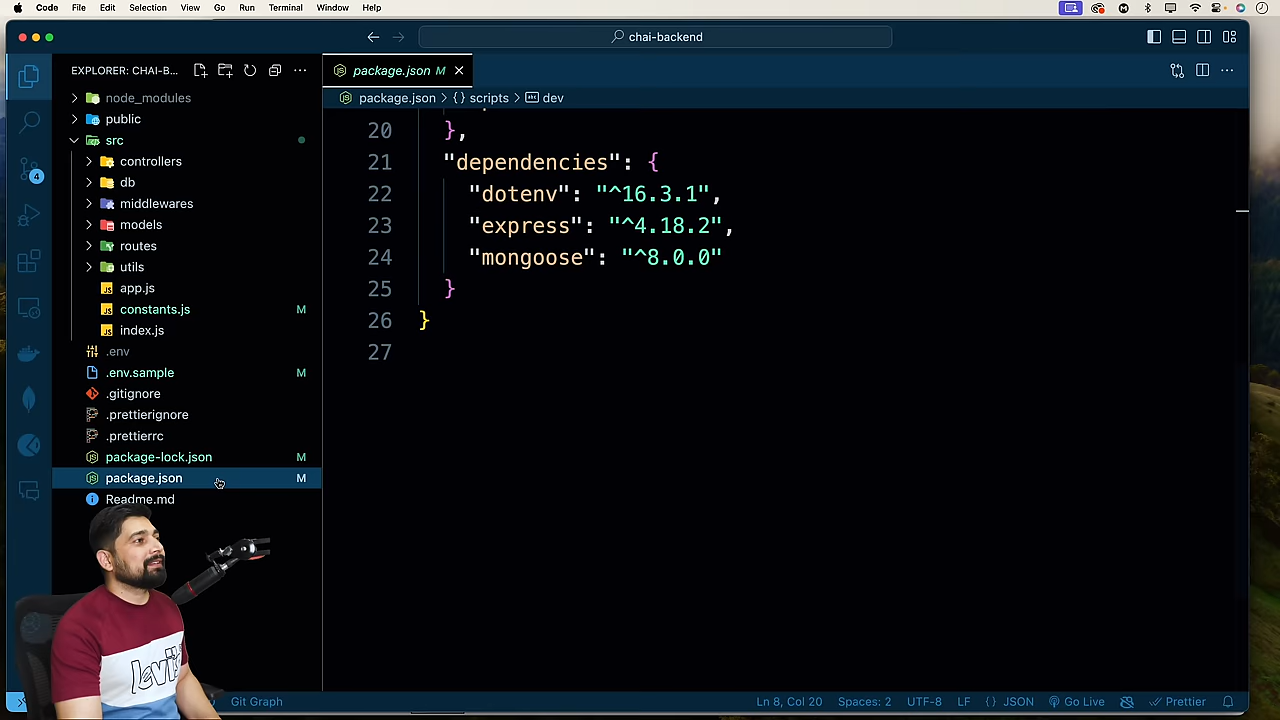 Code File Edit Selection View Go Run Terminal Window Help
chai-backend
EXPLORER: CHAI-B...
package.json M
package.json > {} scripts > dev
node_modules
public
src
controllers
db
middlewares
models
routes
utils
app.js
constants.js M
index.js
.env
.env.sample M
.gitignore
.prettierignore
.prettierrc
package-lock.json M
package.json M
Readme.md
4
20 },
21 "dependencies": {
22 "dotenv": "^16.3.1",
23 "express": "^4.18.2",
24 "mongoose": "^8.0.0"
25 }
26 }
27
Levi's
Git Graph
Ln 8, Col 20 Spaces: 2 UTF-8 LF {} JSON Go Live Prettier